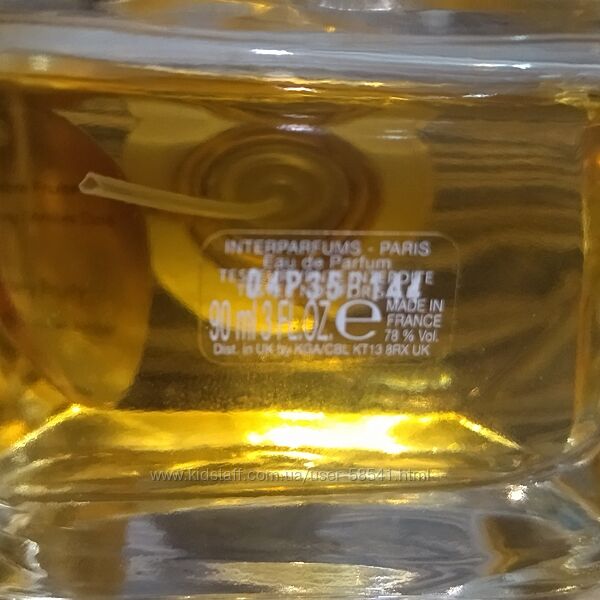 INTERPARFUMS - PARIS
Eau de Parfum
90 ml 3 FL.OZ. e
MADE IN
FRANCE
78 % Vol.
Dist. in UK by KGA/CBL KT13 8RX UK
www.kidstaff.com.ua/user-58541.html